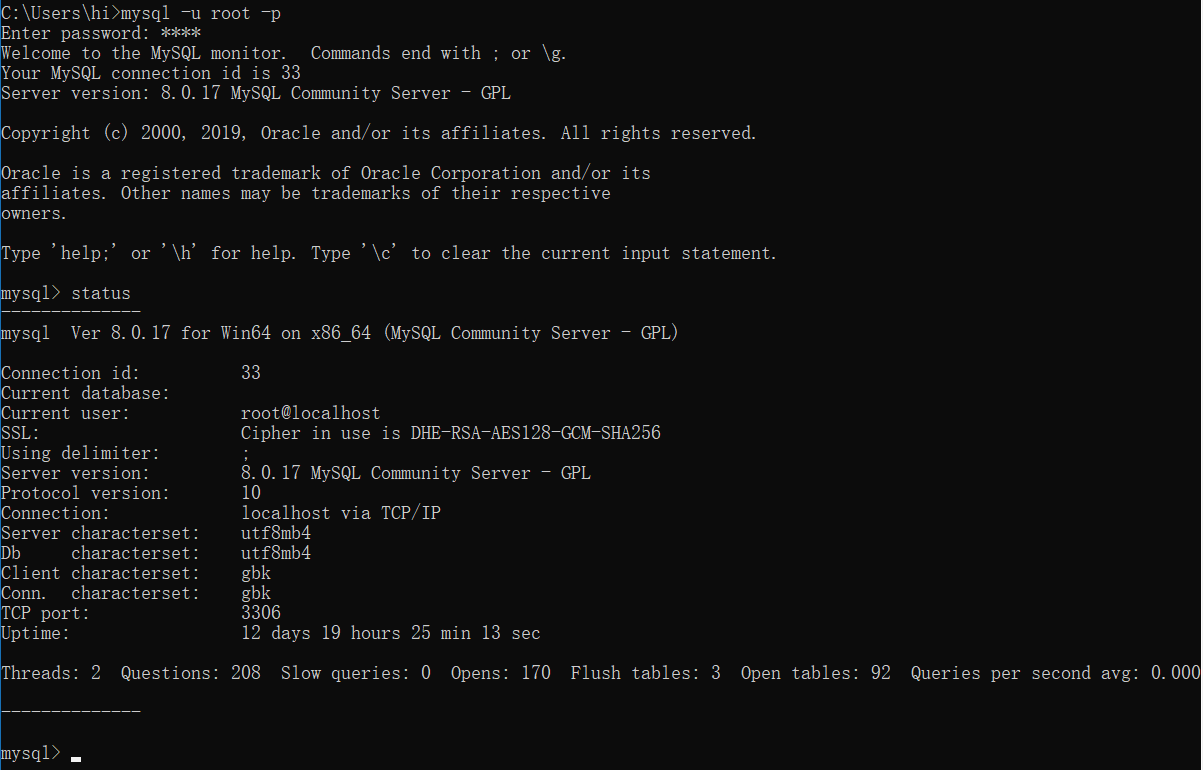 C:\Users\hi>mysql -u root -p
Enter password: ****
Welcome to the MySQL monitor.  Commands end with ; or \g.
Your MySQL connection id is 33
Server version: 8.0.17 MySQL Community Server - GPL

Copyright (c) 2000, 2019, Oracle and/or its affiliates. All rights reserved.

Oracle is a registered trademark of Oracle Corporation and/or its
affiliates. Other names may be trademarks of their respective
owners.

Type 'help;' or '\h' for help. Type '\c' to clear the current input statement.

mysql> status
--------------
mysql  Ver 8.0.17 for Win64 on x86_64 (MySQL Community Server - GPL)

Connection id:          33
Current database:
Current user:           root@localhost
SSL:                    Cipher in use is DHE-RSA-AES128-GCM-SHA256
Using delimiter:        ;
Server version:         8.0.17 MySQL Community Server - GPL
Protocol version:       10
Connection:             localhost via TCP/IP
Server characterset:    utf8mb4
Db     characterset:    utf8mb4
Client characterset:    gbk
Conn.  characterset:    gbk
TCP port:               3306
Uptime:                 12 days 19 hours 25 min 13 sec

Threads: 2  Questions: 208  Slow queries: 0  Opens: 170  Flush tables: 3  Open tables: 92  Queries per second avg: 0.000
--------------

mysql>